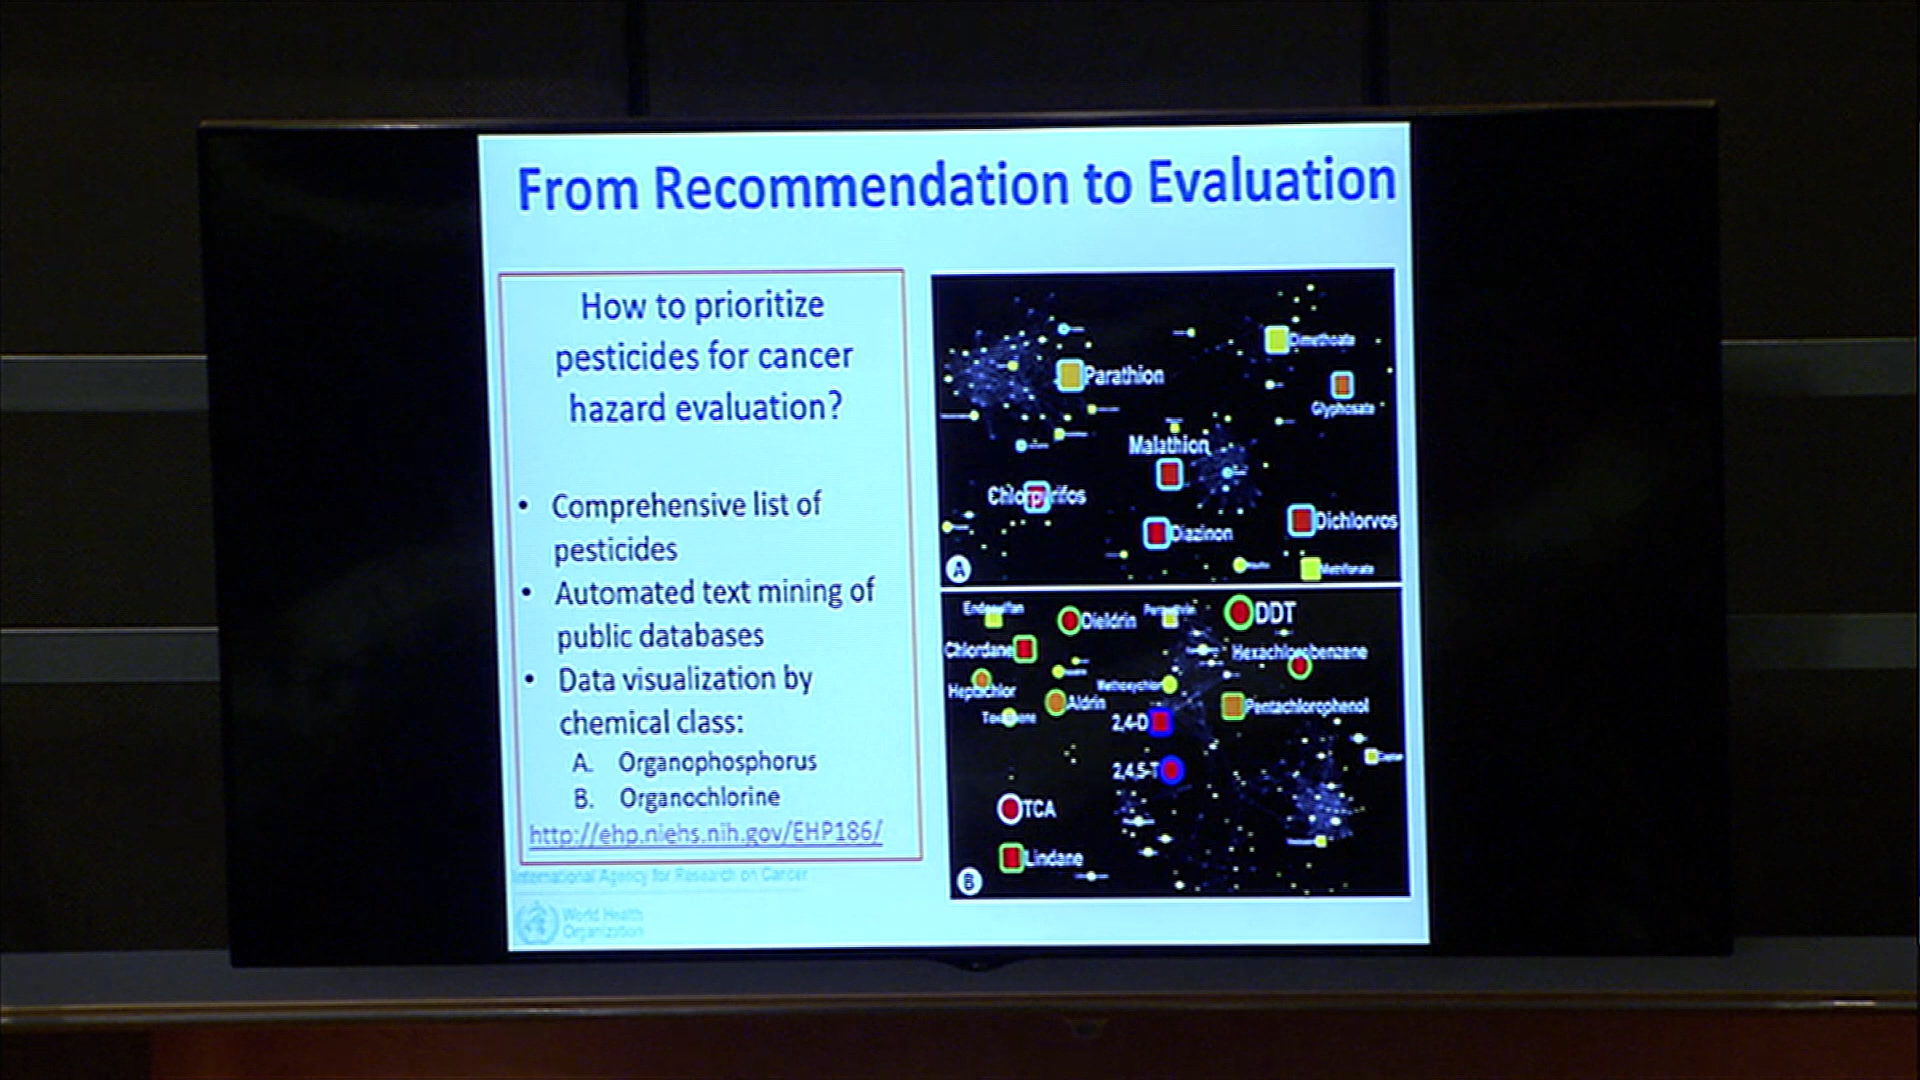 From Recommendation to Evaluation
How to prioritize
pesticides for cancer
hazard evaluation?
• Comprehensive list of
pesticides
• Automated text mining of
public databases
• Data visualization by
chemical class:
A. Organophosphorus
B. Organochlorine
http://ehp.niehs.nih.gov/EHP186/
International Agency for Research on Cancer
World Health
Organization
Dimethoate
Parathion
Glyphosate
Malathion
Chlorpyrifos
Dichlorvos
Diazinon
A
Endosulfan
Dieldrin
DDT
Chlordane
Hexachlorobenzene
Heptachlor
Methoxychlor
Aldrin
Pentachlorophenol
Toxaphene
2,4-D
2,4,5-T
TCA
Lindane
B